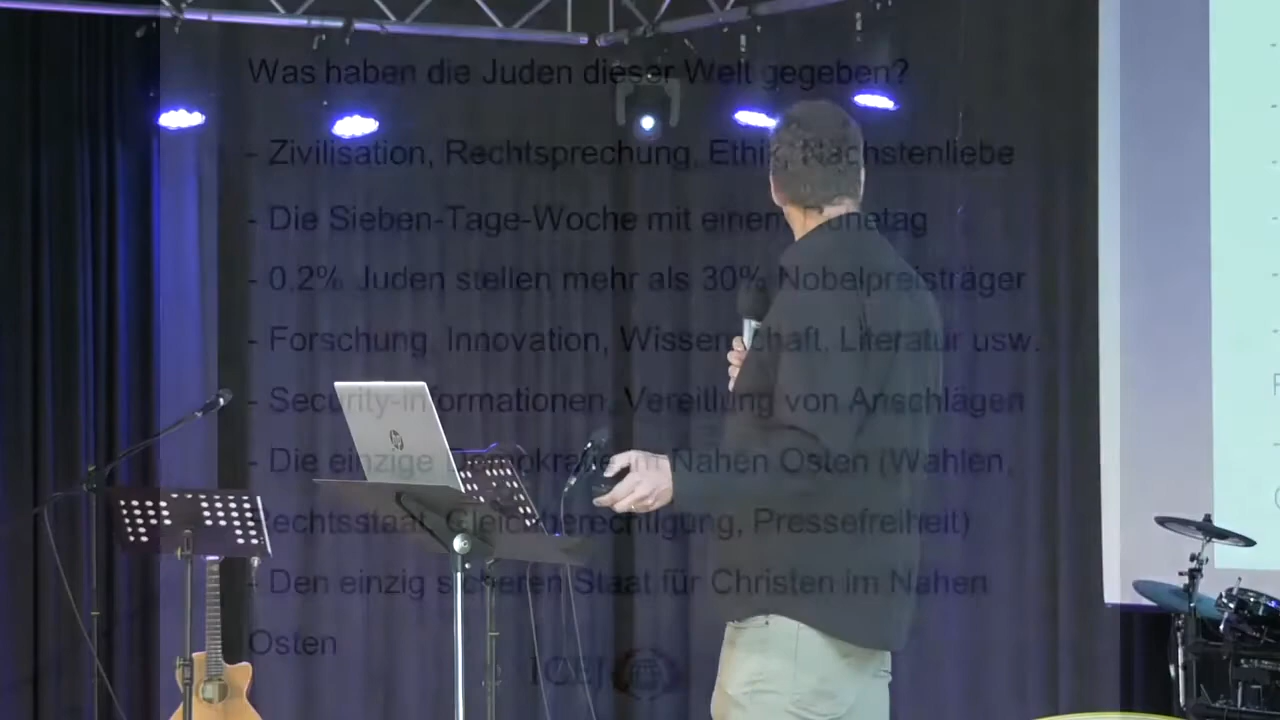 Was haben die Juden dieser Welt gegeben?
- Zivilisation, Rechtsprechung, Ethik, Nächstenliebe
- Die Sieben-Tage-Woche mit einem Ruhetag
- 0.2% Juden stellen mehr als 30% Nobelpreisträger
- Forschung, Innovation, Wissenschaft, Literatur usw.
- Security-Informationen, Vereitlung von Anschlägen
- Die einzige Demokratie im Nahen Osten (Wahlen,
Rechtsstaat, Gleichberechtigung, Pressefreiheit)
- Den einzig sicheren Staat für Christen im Nahen
Osten
ICEJ
hp